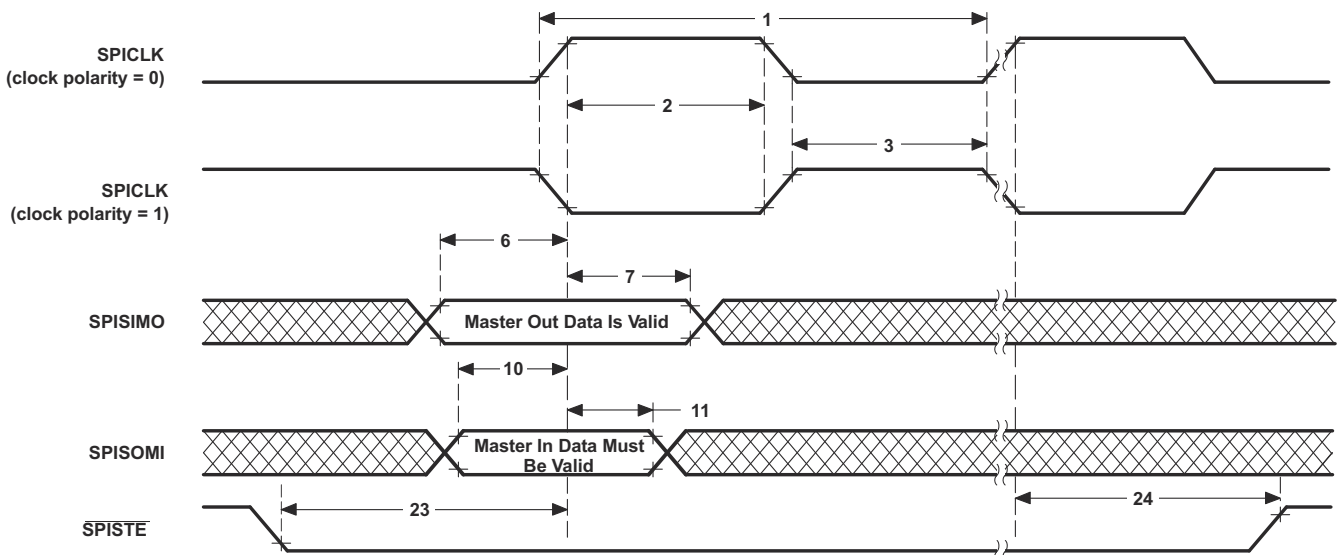 1
SPICLK
(clock polarity = 0)
2
3
SPICLK
(clock polarity = 1)
6
7
SPISIMO
Master Out Data Is Valid
10
11
SPISOMI
Master In Data Must
Be Valid
23
24
SPISTE